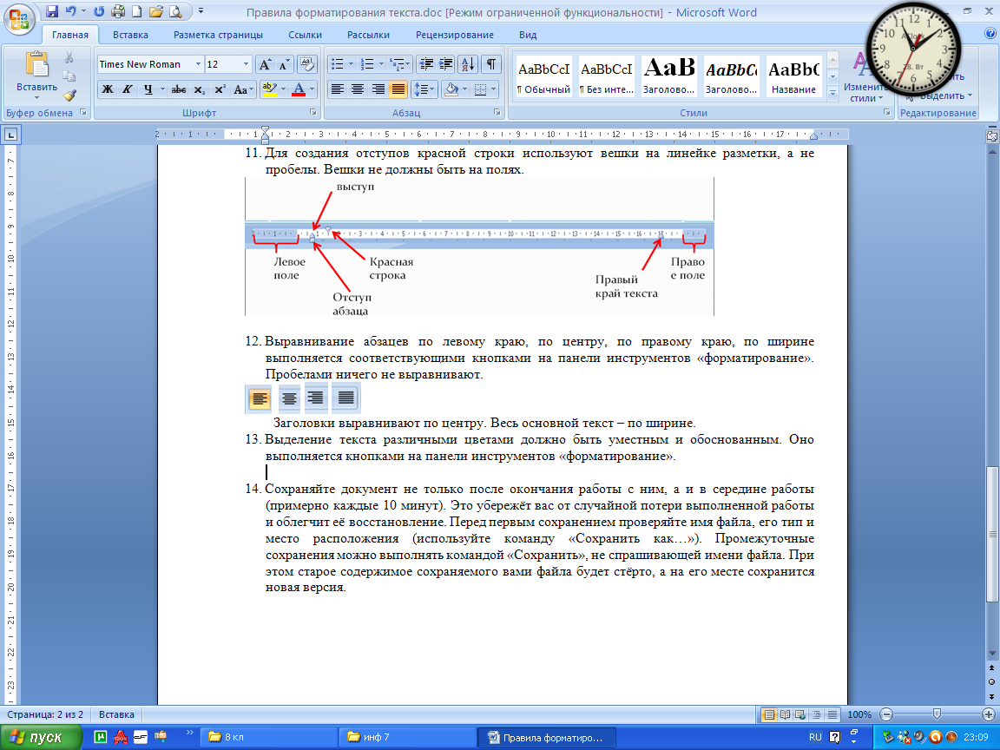 Правила форматирования текста.doc [Режим ограниченной функциональности] - Microsoft Word
Главная Вставка Разметка страницы Ссылки Рассылки Рецензирование Вид
Вставить
Times New Roman 12
Ж К Ч abc x₂ x² Aa
AaBbCcI AaBbCcI AaB AaBbCc AaBbC
¶ Обычный ¶ Без инте... Заголово... Заголово... Название
Изменить стили
Выделить
Буфер обмена Шрифт Абзац Стили Редактирование
11. Для создания отступов красной строки используют вешки на линейке разметки, а не
пробелы. Вешки не должны быть на полях.
выступ
Левое
поле
Красная
строка
Отступ
абзаца
Правый
край текста
Право
е поле
12. Выравнивание абзацев по левому краю, по центру, по правому краю, по ширине
выполняется соответствующими кнопками на панели инструментов «форматирование».
Пробелами ничего не выравнивают.
Заголовки выравнивают по центру. Весь основной текст – по ширине.
13. Выделение текста различными цветами должно быть уместным и обоснованным. Оно
выполняется кнопками на панели инструментов «форматирование».
14. Сохраняйте документ не только после окончания работы с ним, а и в середине работы
(примерно каждые 10 минут). Это убережёт вас от случайной потери выполненной работы
и облегчит её восстановление. Перед первым сохранением проверяйте имя файла, его тип и
место расположения (используйте команду «Сохранить как…»). Промежуточные
сохранения можно выполнять командой «Сохранить», не спрашивающей имени файла. При
этом старое содержимое сохраняемого вами файла будет стёрто, а на его месте сохранится
новая версия.
Страница: 2 из 2 Вставка 100%
пуск 8 кл инф 7 Правила форматиро... RU 23:09